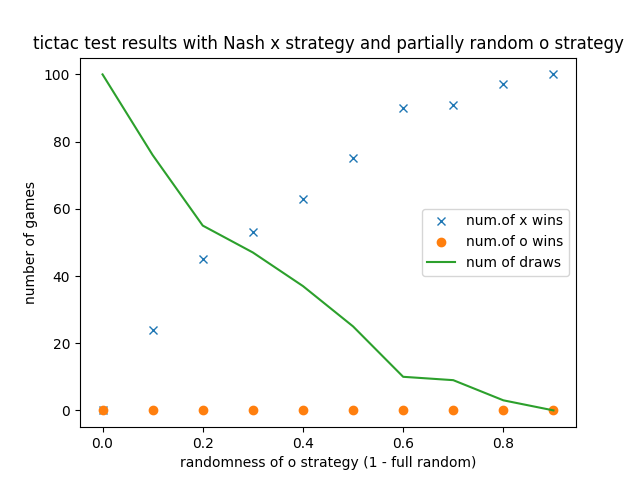 tictac test results with Nash x strategy and partially random o strategy
100
80
60
40
20
0
number of games
num.of x wins
num.of o wins
num of draws
0.0 0.2 0.4 0.6 0.8
randomness of o strategy (1 - full random)